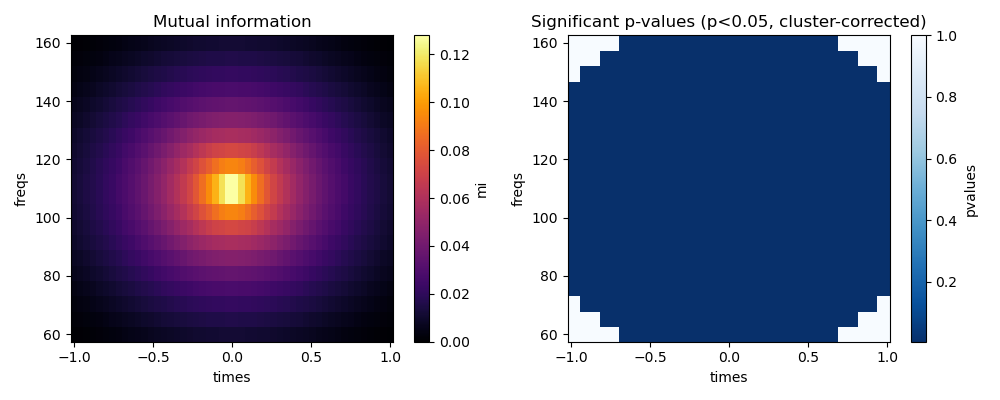 Mutual information
160
140
120
100
80
60
freqs
−1.0 −0.5 0.0 0.5 1.0
times
0.12
0.10
0.08
0.06
0.04
0.02
0.00
mi
Significant p-values (p<0.05, cluster-corrected)
160
140
120
100
80
60
freqs
−1.0 −0.5 0.0 0.5 1.0
times
1.0
0.8
0.6
0.4
0.2
pvalues